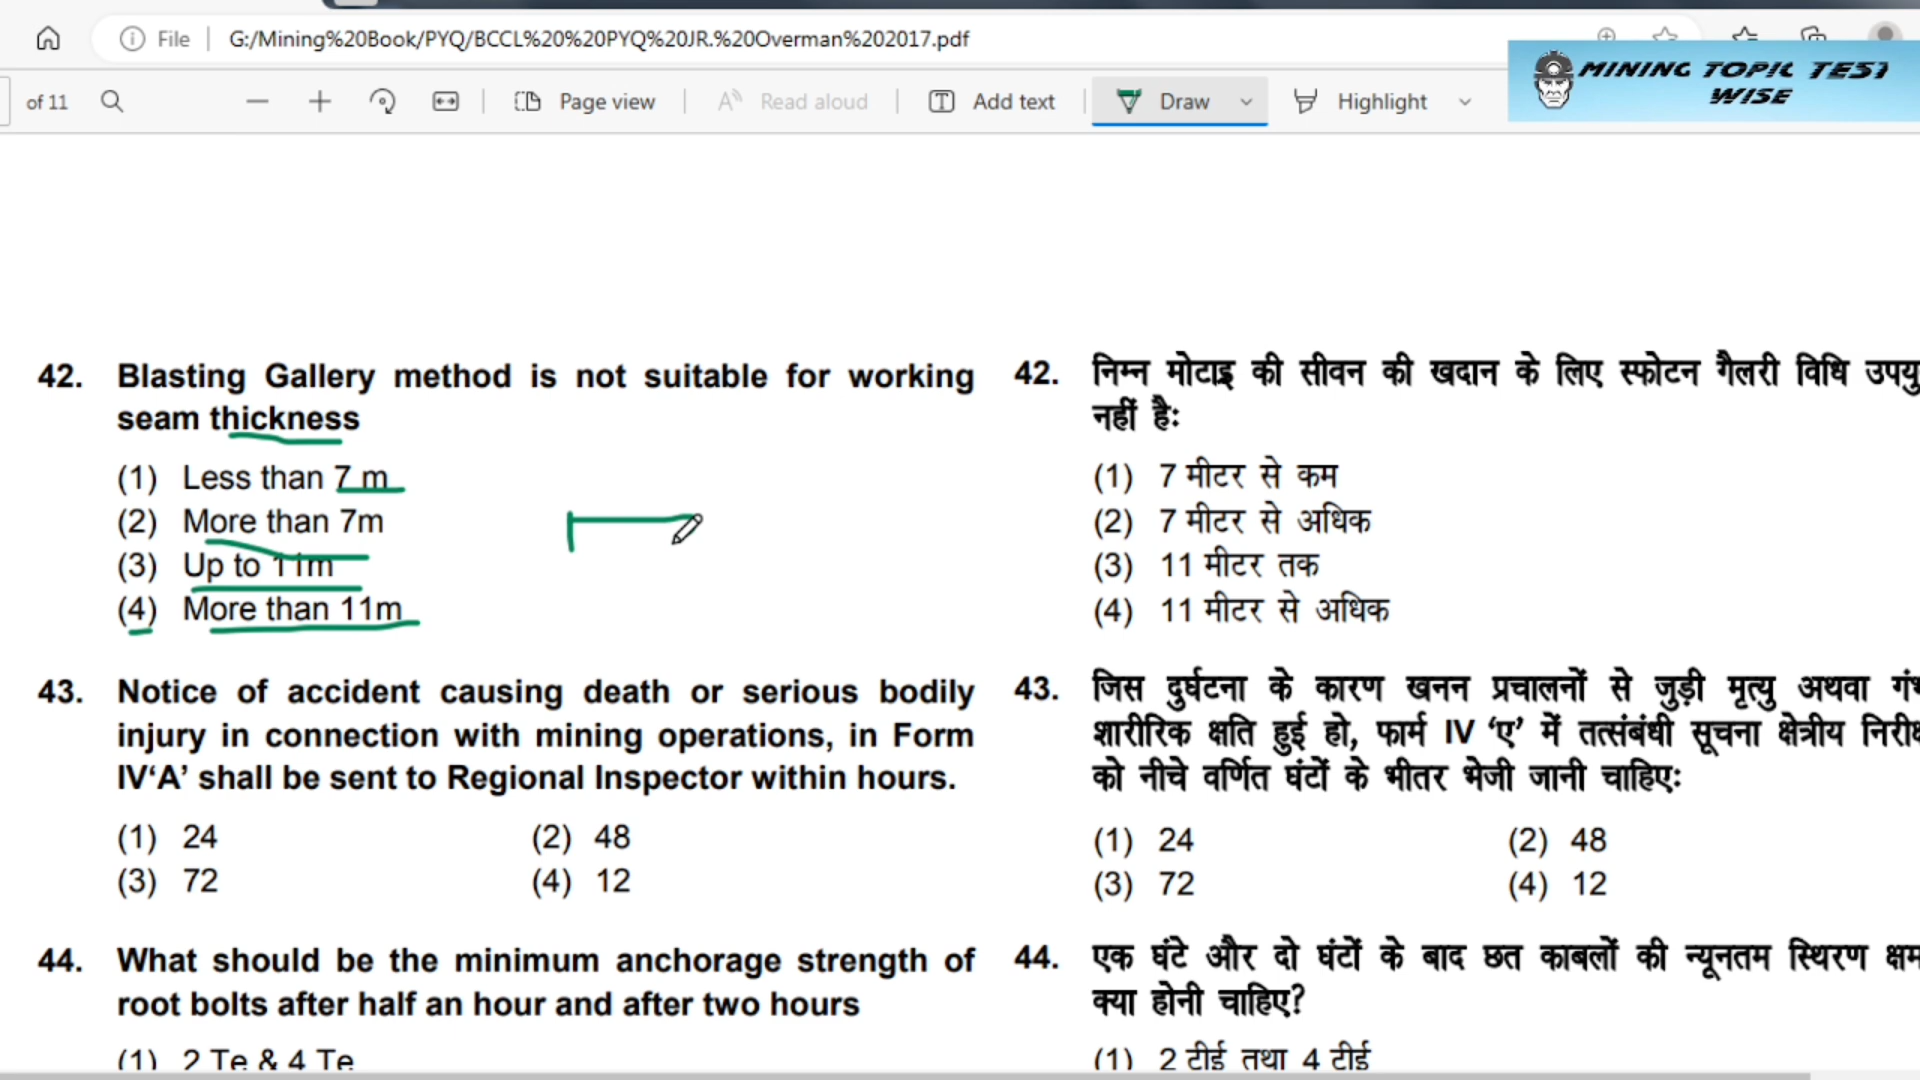 File G:/Mining%20Book/PYQ/BCCL%20%20PYQ%20JR.%20Overman%202017.pdf
MINING TOPIC TEST
WISE
of 11 Page view Read aloud Add text Draw Highlight
42. Blasting Gallery method is not suitable for working
seam thickness
(1) Less than 7 m
(2) More than 7m
(3) Up to 11m
(4) More than 11m
43. Notice of accident causing death or serious bodily
injury in connection with mining operations, in Form
IV‘A’ shall be sent to Regional Inspector within hours.
(1) 24 (2) 48
(3) 72 (4) 12
44. What should be the minimum anchorage strength of
root bolts after half an hour and after two hours
(1) 2 Te & 4 Te
42. निम्न मोटाइ की सीवन की खदान के लिए स्फोटन गैलरी विधि उपयु
नहीं हैः
(1) 7 मीटर से कम
(2) 7 मीटर से अधिक
(3) 11 मीटर तक
(4) 11 मीटर से अधिक
43. जिस दुर्घटना के कारण खनन प्रचालनों से जुड़ी मृत्यु अथवा
शारीरिक क्षति हुई हो, फार्म IV ‘ए’ में तत्संबंधी सूचना क्षेत्रीय
को नीचे वर्णित घंटों के भीतर भेजी जानी चाहिएः
(1) 24 (2) 48
(3) 72 (4) 12
44. एक घंटे और दो घंटों के बाद छत काबलों की न्यूनतम स्थिरण
क्या होनी चाहिए?
(1) 2 टीई तथा 4 टीई